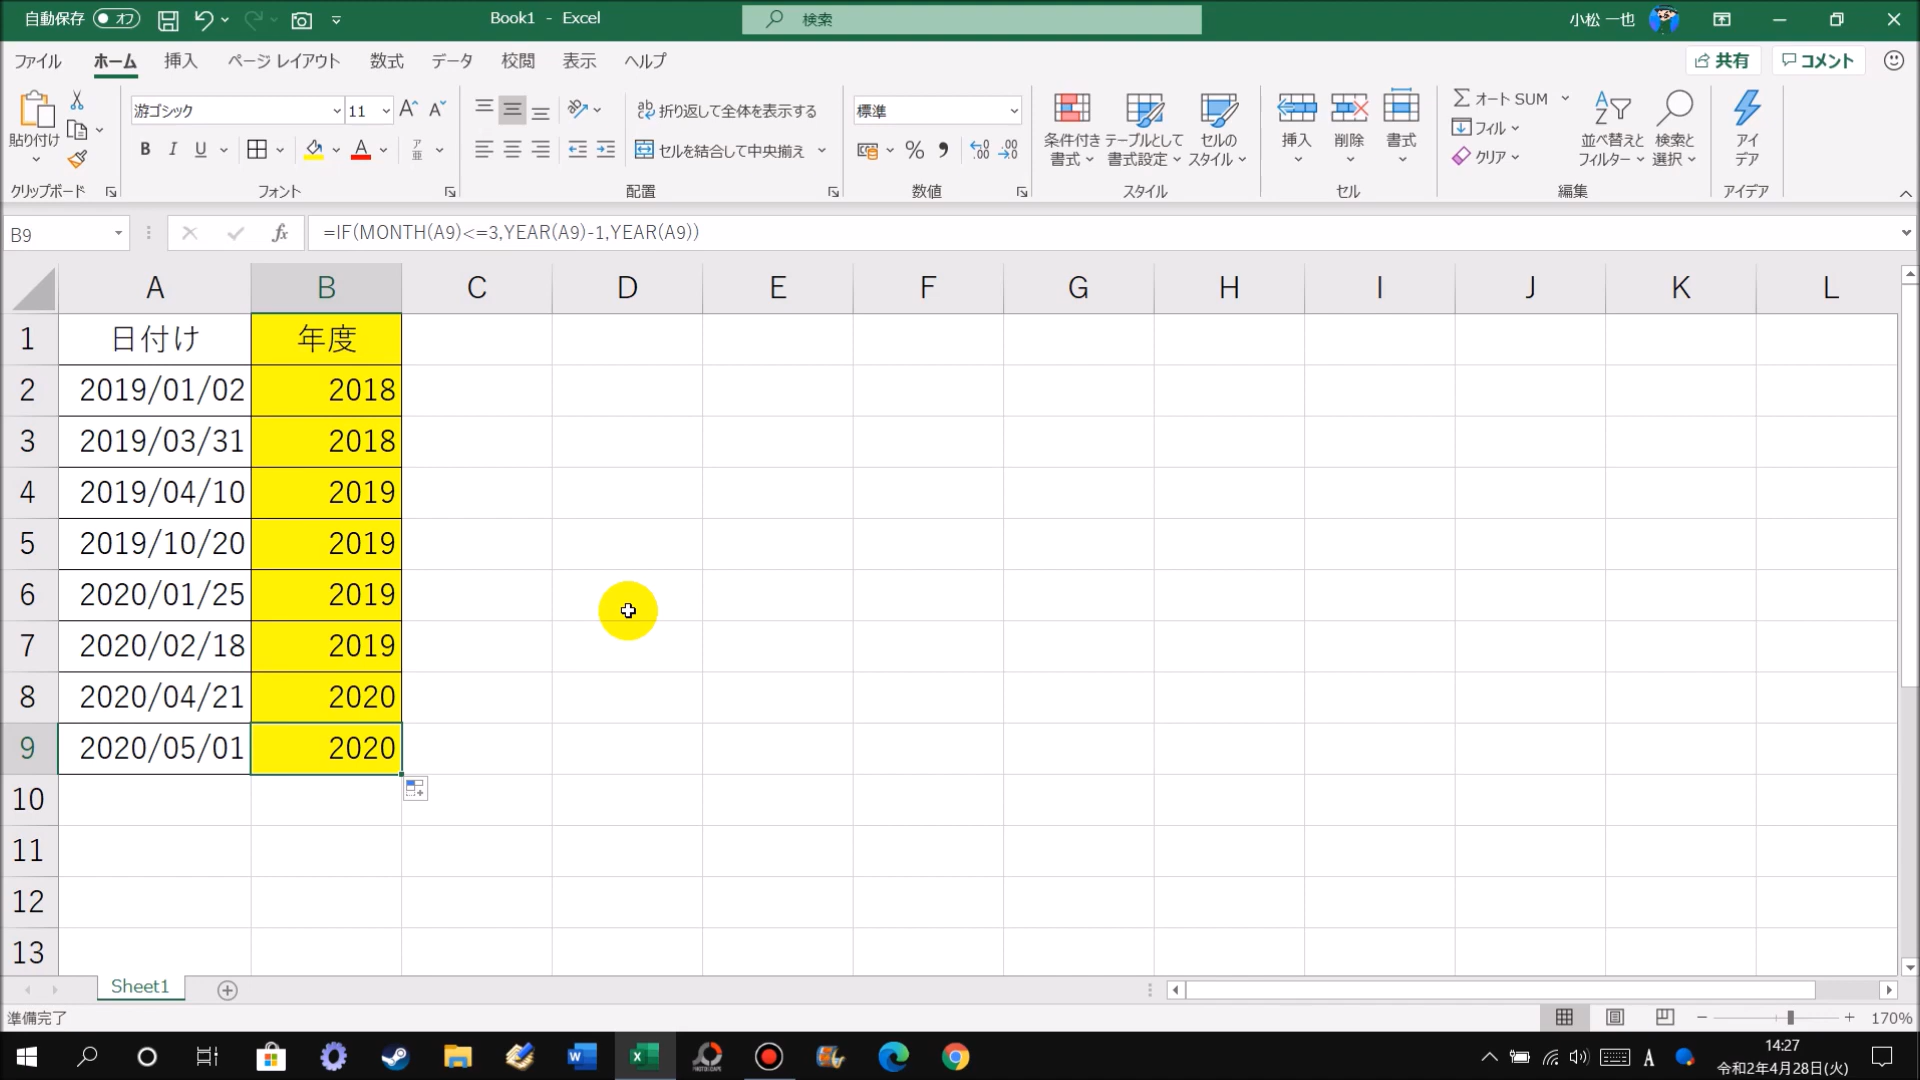 自動保存 オフ Book1 - Excel 検索 小松 一也
ファイル ホーム 挿入 ページ レイアウト 数式 データ 校閲 表示 ヘルプ 共有 コメント
游ゴシック 11 折り返して全体を表示する 標準 オート SUM
貼り付け B I U A ア亜 セルを結合して中央揃え % 条件付き書式 テーブルとして書式設定 セルのスタイル 挿入 削除 書式 フィル クリア 並べ替えとフィルター 検索と選択 アイデア
クリップボード フォント 配置 数値 スタイル セル 編集 アイデア
B9 fx =IF(MONTH(A9)<=3,YEAR(A9)-1,YEAR(A9))
A B C D E F G H I J K L
1 日付け 年度
2 2019/01/02 2018
3 2019/03/31 2018
4 2019/04/10 2019
5 2019/10/20 2019
6 2020/01/25 2019
7 2020/02/18 2019
8 2020/04/21 2020
9 2020/05/01 2020
10
11
12
13
Sheet1
準備完了 170%
A 14:27
令和2年4月28日(火)